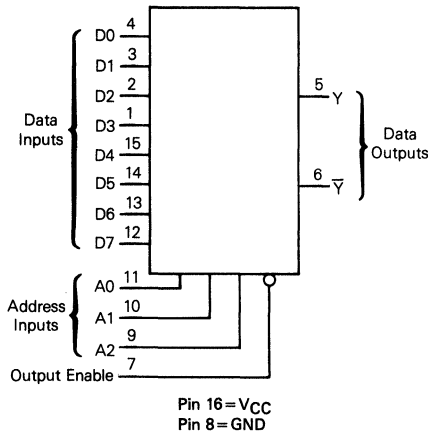 D0 4
D1 3
D2 2
D3 1
D4 15
D5 14
D6 13
D7 12
Data
Inputs
5 Y
6 Y̅
Data
Outputs
A0 11
A1 10
A2 9
Address
Inputs
Output Enable 7
Pin 16=VCC
Pin 8=GND